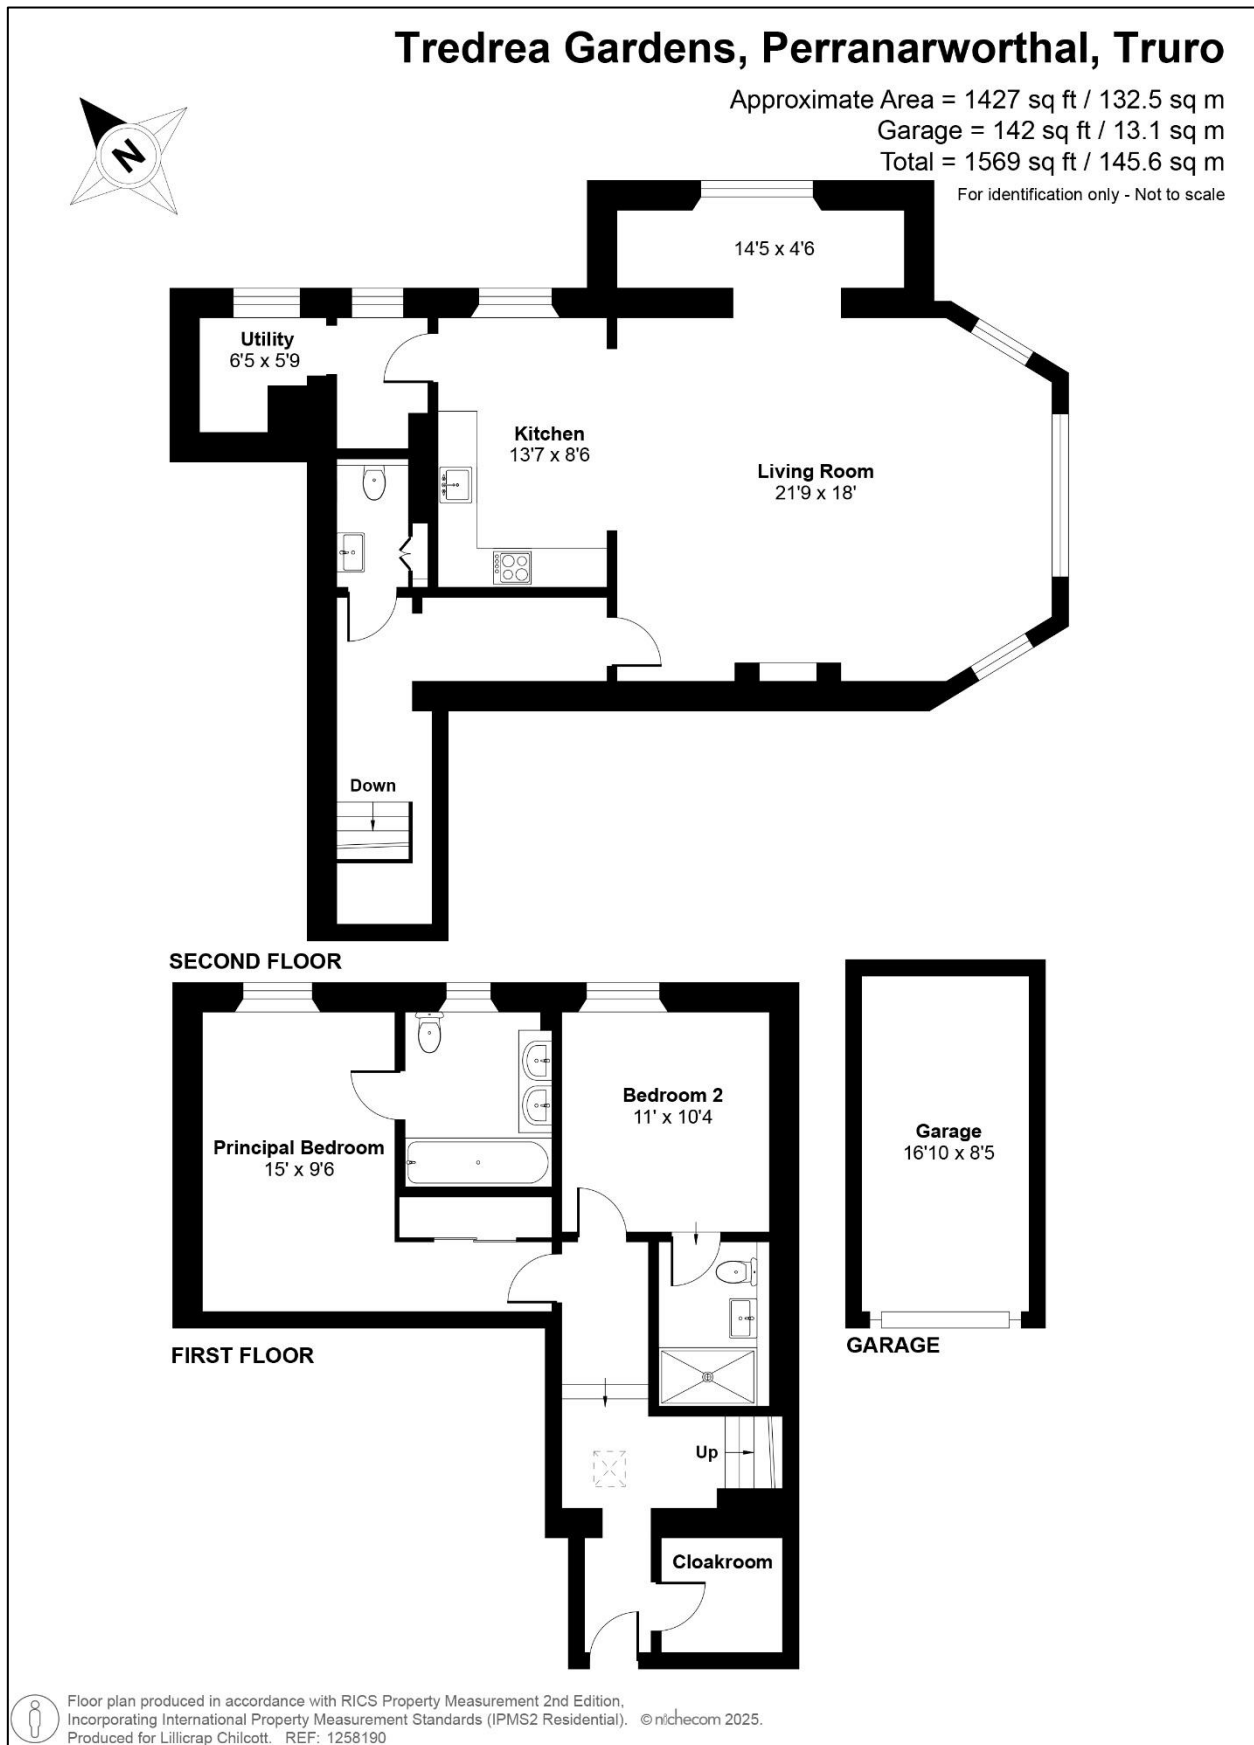 Tredrea Gardens, Perranarworthal, Truro
Approximate Area = 1427 sq ft / 132.5 sq m
Garage = 142 sq ft / 13.1 sq m
Total = 1569 sq ft / 145.6 sq m
For identification only - Not to scale
N
14'5 x 4'6
Utility
6'5 x 5'9
Kitchen
13'7 x 8'6
Living Room
21'9 x 18'
Down
SECOND FLOOR
Bedroom 2
11' x 10'4
Principal Bedroom
15' x 9'6
Garage
16'10 x 8'5
GARAGE
FIRST FLOOR
Up
Cloakroom
Floor plan produced in accordance with RICS Property Measurement 2nd Edition,
Incorporating International Property Measurement Standards (IPMS2 Residential). © nichecom 2025.
Produced for Lillicrap Chilcott. REF: 1258190